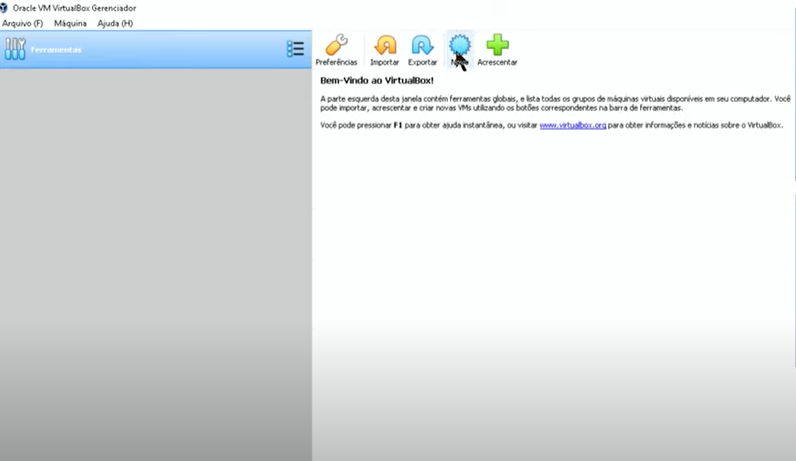 Oracle VM VirtualBox Gerenciador
Arquivo (F) Máquina Ajuda (H)
Ferramentas
Preferências Importar Exportar Acrescentar
Bem-Vindo ao VirtualBox!
A parte esquerda desta janela contém ferramentas globais, e lista todas os grupos de máquinas virtuais disponíveis em seu computador. Você
pode importar, acrescentar e criar novas VMs utilizando os botões correspondentes na barra de ferramentas.
Você pode pressionar F1 para obter ajuda instantânea, ou visitar www.virtualbox.org para obter informações e notícias sobre o VirtualBox.